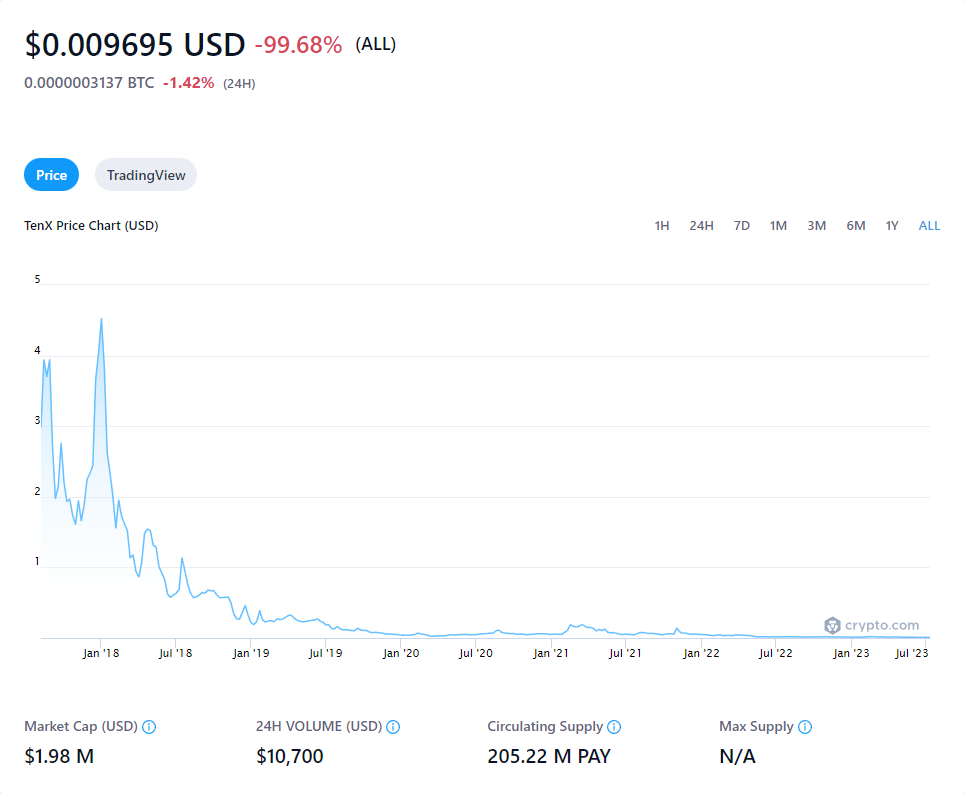 $0.009695 USD -99.68% (ALL)
0.0000003137 BTC -1.42% (24H)
Price TradingView
TenX Price Chart (USD) 1H 24H 7D 1M 3M 6M 1Y ALL
5
4
3
2
1
crypto.com
Jan '18 Jul '18 Jan '19 Jul '19 Jan '20 Jul '20 Jan '21 Jul '21 Jan '22 Jul '22 Jan '23 Jul '23
Market Cap (USD) 24H VOLUME (USD) Circulating Supply Max Supply
$1.98 M $10,700 205.22 M PAY N/A